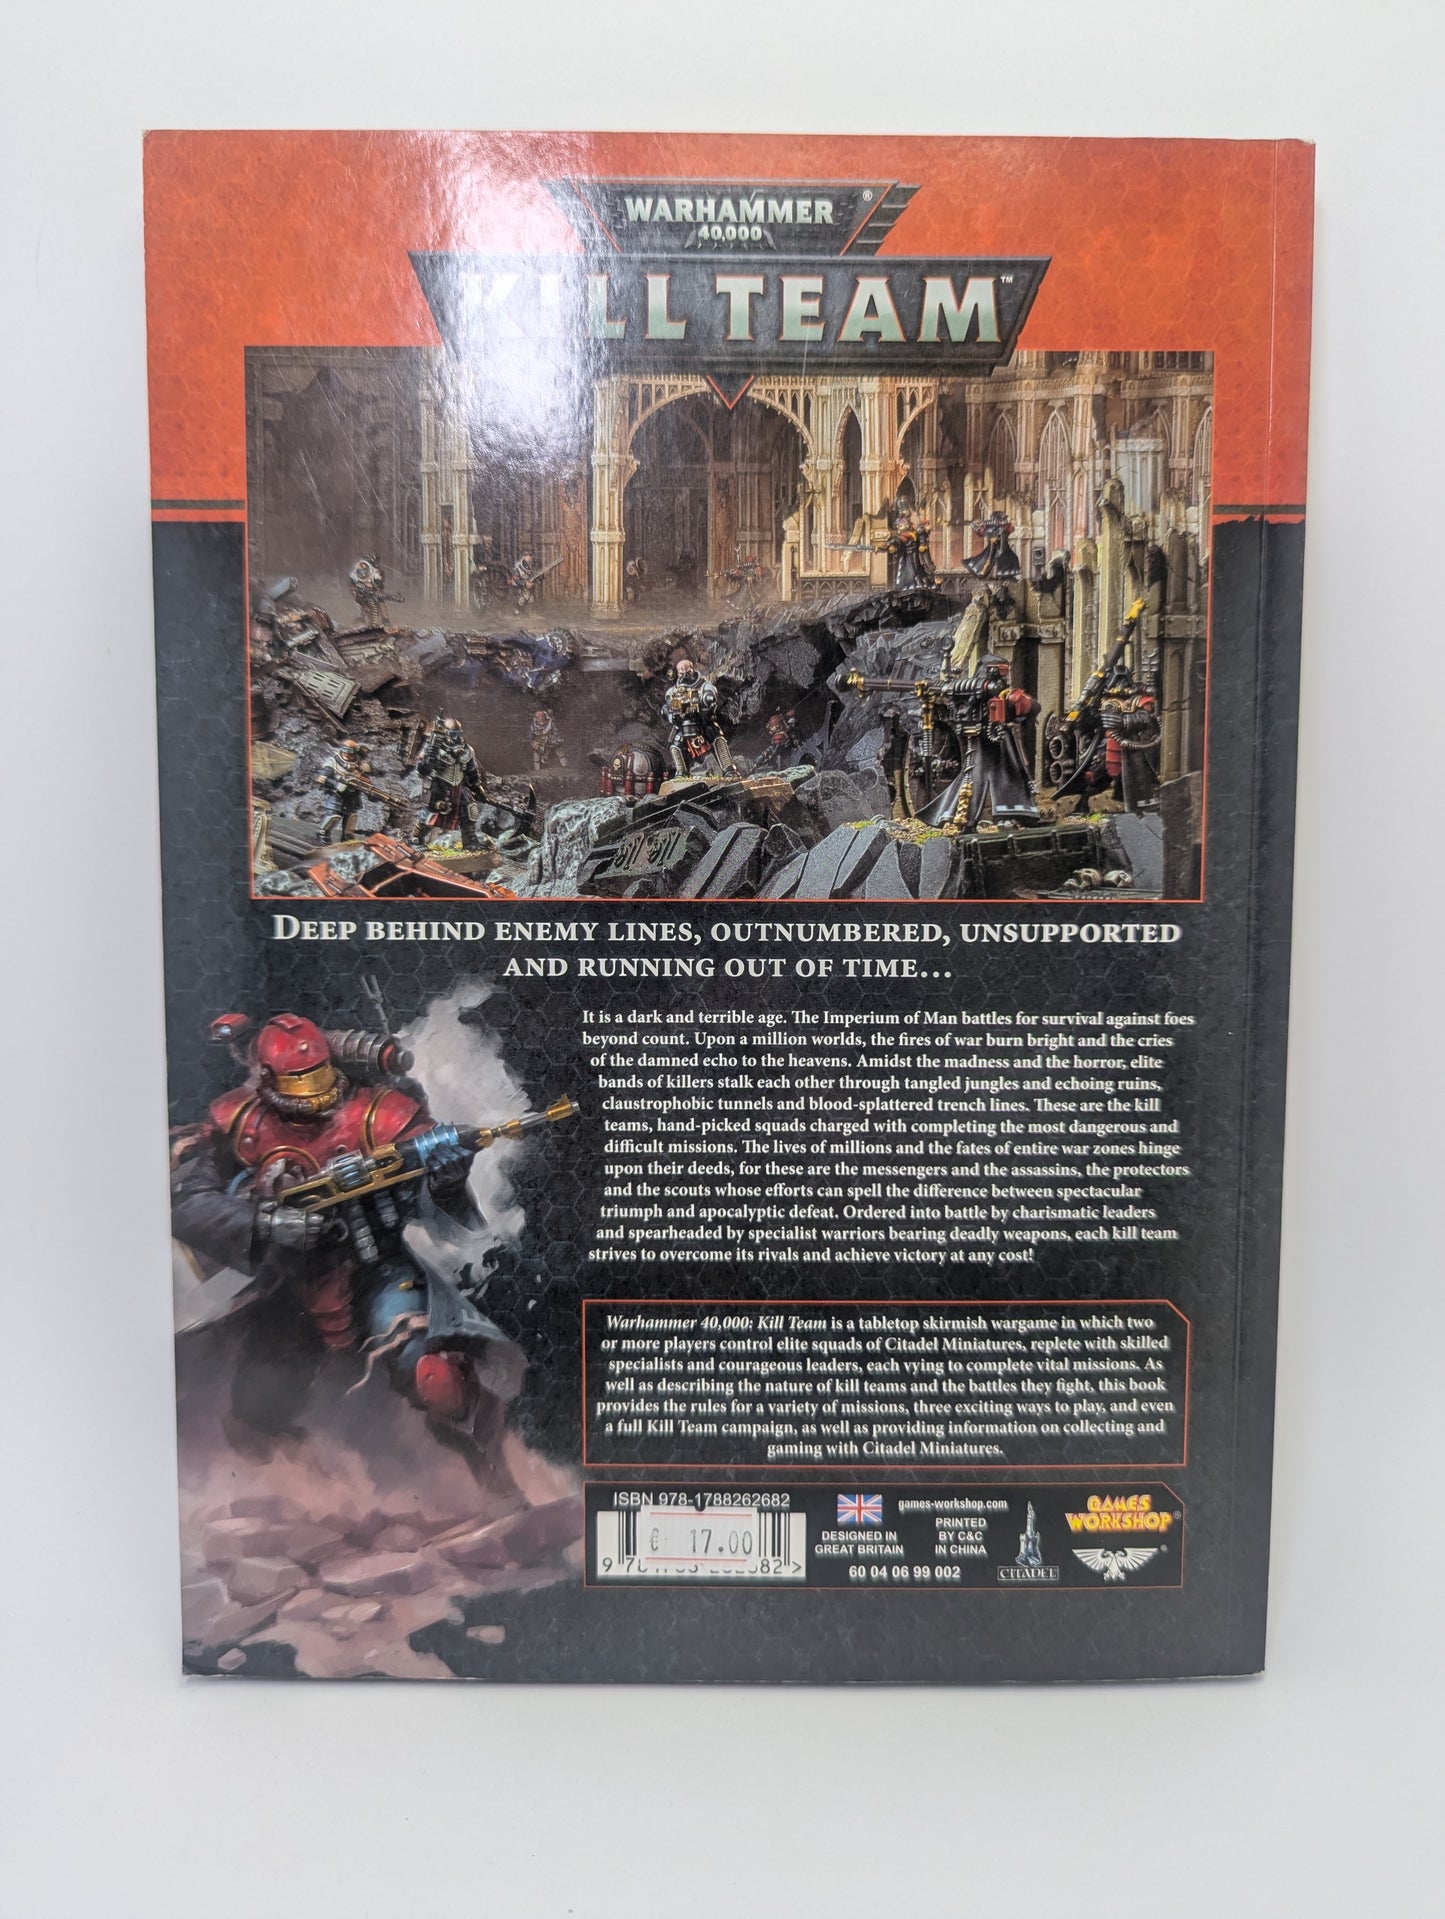 WARHAMMER ®
40,000
KILL TEAM ™
DEEP BEHIND ENEMY LINES, OUTNUMBERED, UNSUPPORTED
AND RUNNING OUT OF TIME...
It is a dark and terrible age. The Imperium of Man battles for survival against foes
beyond count. Upon a million worlds, the fires of war burn bright and the cries
of the damned echo to the heavens. Amidst the madness and the horror, elite
bands of killers stalk each other through tangled jungles and echoing ruins,
claustrophobic tunnels and blood-splattered trench lines. These are the kill
teams, hand-picked squads charged with completing the most dangerous and
difficult missions. The lives of millions and the fates of entire war zones hinge
upon their deeds, for these are the messengers and the assassins, the protectors
and the scouts whose efforts can spell the difference between spectacular
triumph and apocalyptic defeat. Ordered into battle by charismatic leaders
and spearheaded by specialist warriors bearing deadly weapons, each kill team
strives to overcome its rivals and achieve victory at any cost!
Warhammer 40,000: Kill Team is a tabletop skirmish wargame in which two
or more players control elite squads of Citadel Miniatures, replete with skilled
specialists and courageous leaders, each vying to complete vital missions. As
well as describing the nature of kill teams and the battles they fight, this book
provides the rules for a variety of missions, three exciting ways to play, and even
a full Kill Team campaign, as well as providing information on collecting and
gaming with Citadel Miniatures.
ISBN 978-1788262682
€ 17.00
DESIGNED IN
GREAT BRITAIN
games-workshop.com
PRINTED
BY C&C
IN CHINA
60 04 06 99 002
CITADEL
GAMES
WORKSHOP ®
®